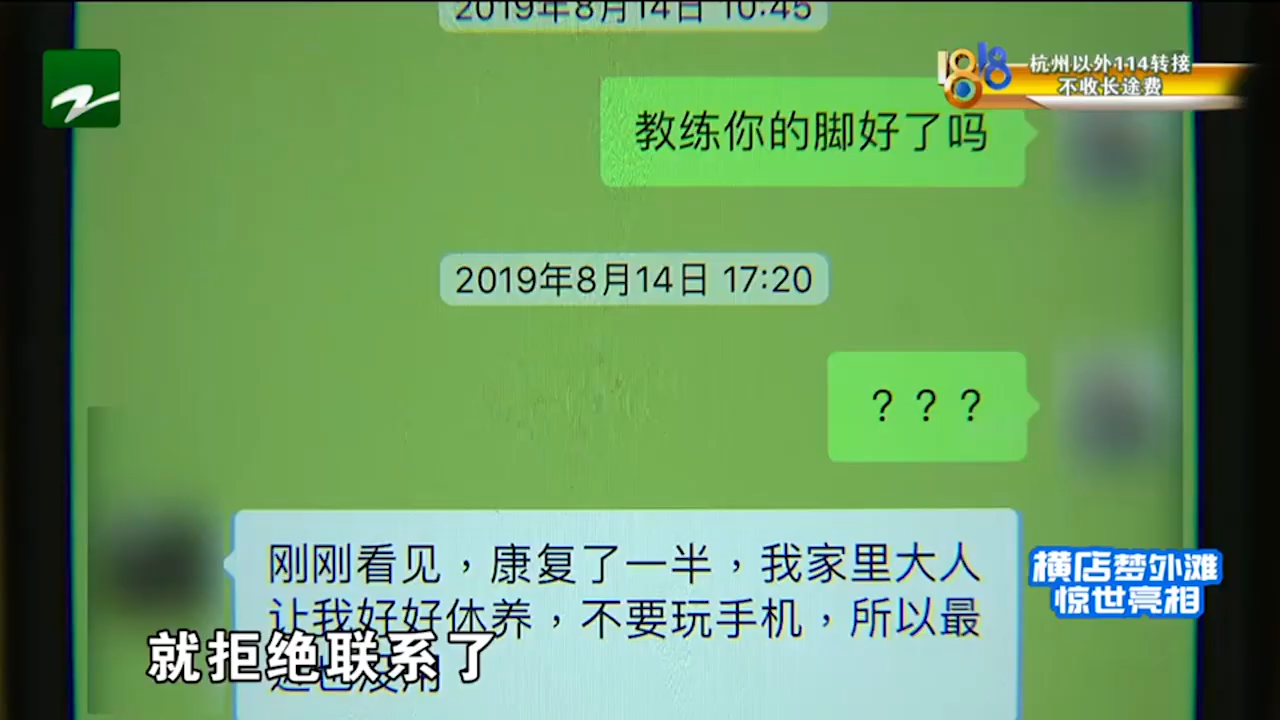 2019年8月14日 10:45
1818
杭州以外114转接
不收长途费
教练你的脚好了吗
2019年8月14日 17:20
？？？
刚刚看见，康复了一半，我家里大人
让我好好休养，不要玩手机，所以最
横店梦外滩
惊世亮相
就拒绝联系了